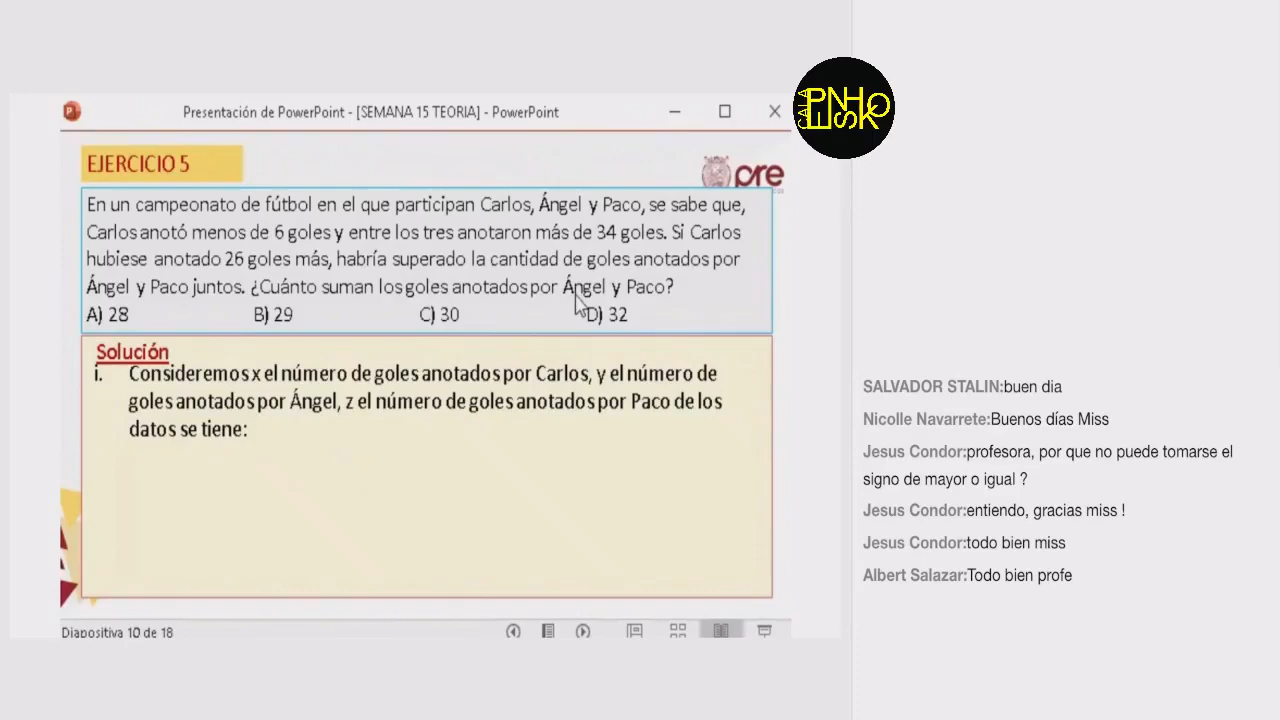 Presentación de PowerPoint - [SEMANA 15 TEORIA] - PowerPoint
EJERCICIO 5
pre
En un campeonato de fútbol en el que participan Carlos, Ángel y Paco, se sabe que,
Carlos anotó menos de 6 goles y entre los tres anotaron más de 34 goles. Si Carlos
hubiese anotado 26 goles más, habría superado la cantidad de goles anotados por
Ángel y Paco juntos. ¿Cuánto suman los goles anotados por Ángel y Paco?
A) 28 B) 29 C) 30 D) 32
Solución
i. Consideremos x el número de goles anotados por Carlos, y el número de
goles anotados por Ángel, z el número de goles anotados por Paco de los
datos se tiene:
Diapositiva 10 de 18
SALVADOR STALIN:buen dia
Nicolle Navarrete:Buenos días Miss
Jesus Condor:profesora, por que no puede tomarse el
signo de mayor o igual ?
Jesus Condor:entiendo, gracias miss !
Jesus Condor:todo bien miss
Albert Salazar:Todo bien profe